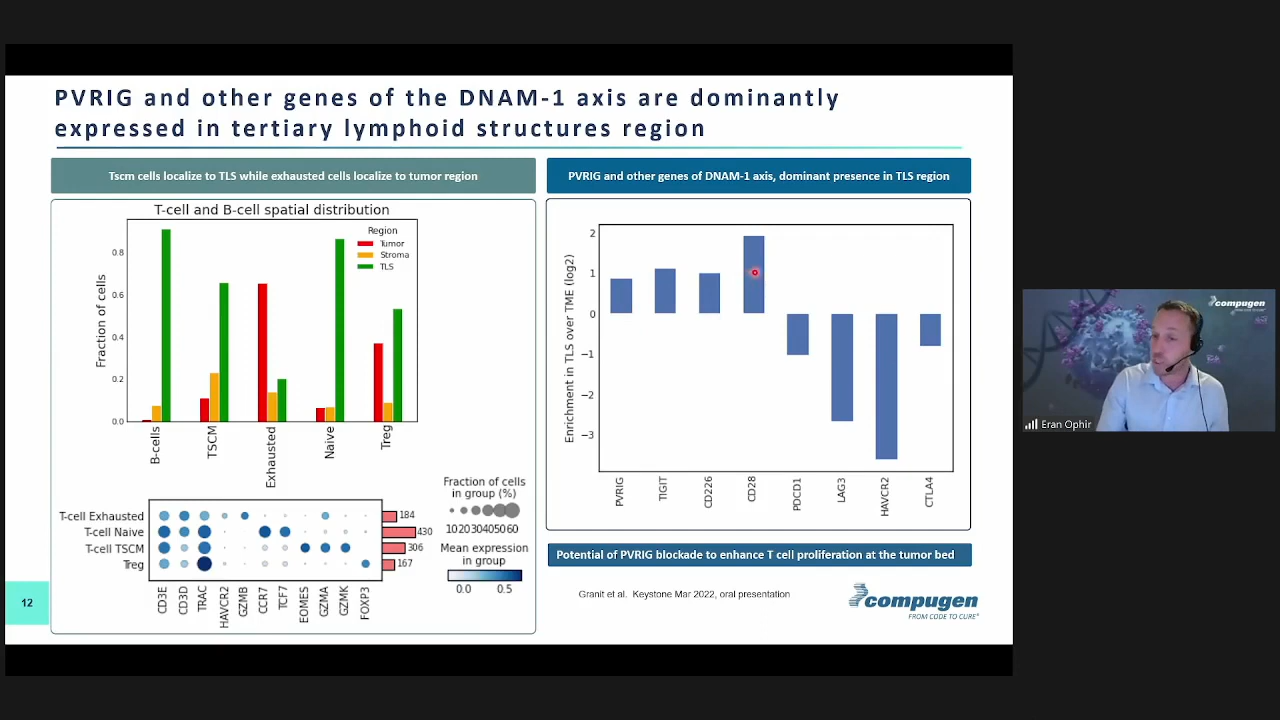 PVRIG and other genes of the DNAM-1 axis are dominantly
expressed in tertiary lymphoid structures region
Tscm cells localize to TLS while exhausted cells localize to tumor region
T-cell and B-cell spatial distribution
Region
Tumor
Stroma
TLS
Fraction of cells
0.8
0.6
0.4
0.2
0.0
B-cells
TSCM
Exhausted
Naive
Treg
T-cell Exhausted
T-cell Naive
T-cell TSCM
Treg
184
430
306
167
CD3E
CD3D
TRAC
HAVCR2
GZMB
CCR7
TCF7
EOMES
GZMA
GZMK
FOXP3
Fraction of cells
in group (%)
102030405060
Mean expression
in group
0.0 0.5
PVRIG and other genes of DNAM-1 axis, dominant presence in TLS region
Enrichment in TLS over TME (log2)
2
1
0
−1
−2
−3
PVRIG
TIGIT
CD226
CD28
PDCD1
LAG3
HAVCR2
CTLA4
Potential of PVRIG blockade to enhance T cell proliferation at the tumor bed
Granit et al. Keystone Mar 2022, oral presentation
compugen
FROM CODE TO CURE®
12
compugen
FROM CODE TO CURE
Eran Ophir